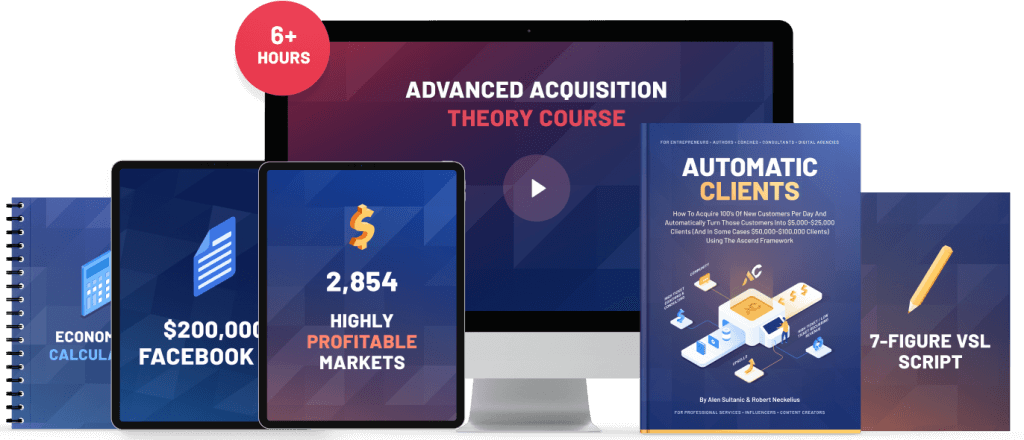 6+
HOURS
ADVANCED ACQUISITION
THEORY COURSE
$200,000
FACEBOOK
2,854
HIGHLY
PROFITABLE
MARKETS
FOR ENTREPRENEURS • AUTHORS • COACHES • CONSULTANTS • DIGITAL AGENCIES
AUTOMATIC
CLIENTS
How To Acquire 100's Of New Customers Per Day And
Automatically Turn Those Customers Into $5,000-$25,000
Clients (And In Some Cases $50,000-$100,000 Clients)
Using The Ascend Framework
COMMUNITY
By Alen Sultanic & Robert Neckelius
FOR PROFESSIONAL SERVICES • INFLUENCERS • CONTENT CREATORS
7-FIGURE VSL
SCRIPT